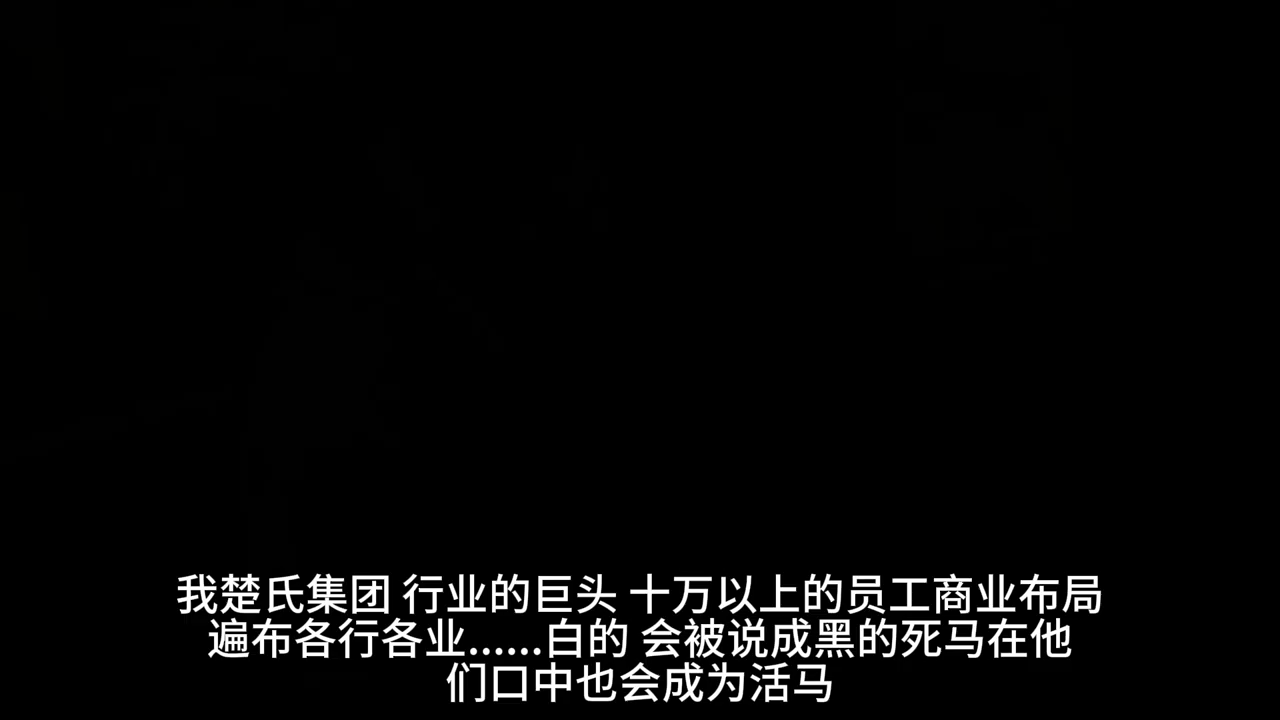 我楚氏集团 行业的巨头 十万以上的员工商业布局
遍布各行各业......白的 会被说成黑的死马在他
们口中也会成为活马